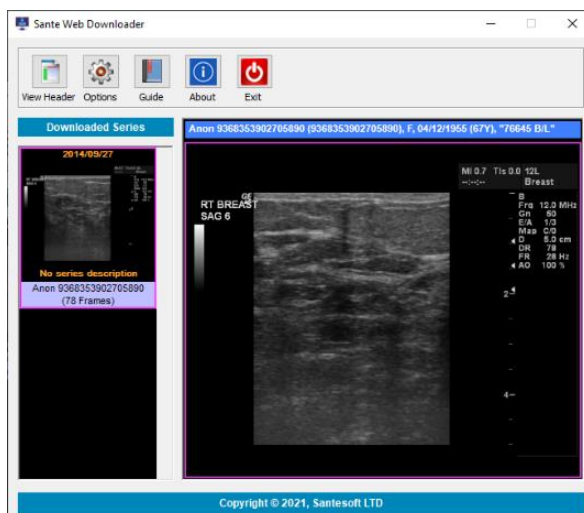 Sante Web Downloader
View Header Options Guide About Exit
Downloaded Series
2014/09/27
No series description
Anon 9368353902705890
(78 Frames)
Anon 9368353902705890 (9368353902705890), F, 04/12/1955 (67Y), "76645 B/L"
MI 0.7 TIs 0.0 12L
--:--:-- Breast
RT BREAST
SAG 6
B
Frq 12.0 MHz
Gn 50
E/A 1/3
Map C/0
D 5.0 cm
DR 78
FR 28 Hz
AO 100 %
2
4
Copyright © 2021, Santesoft LTD